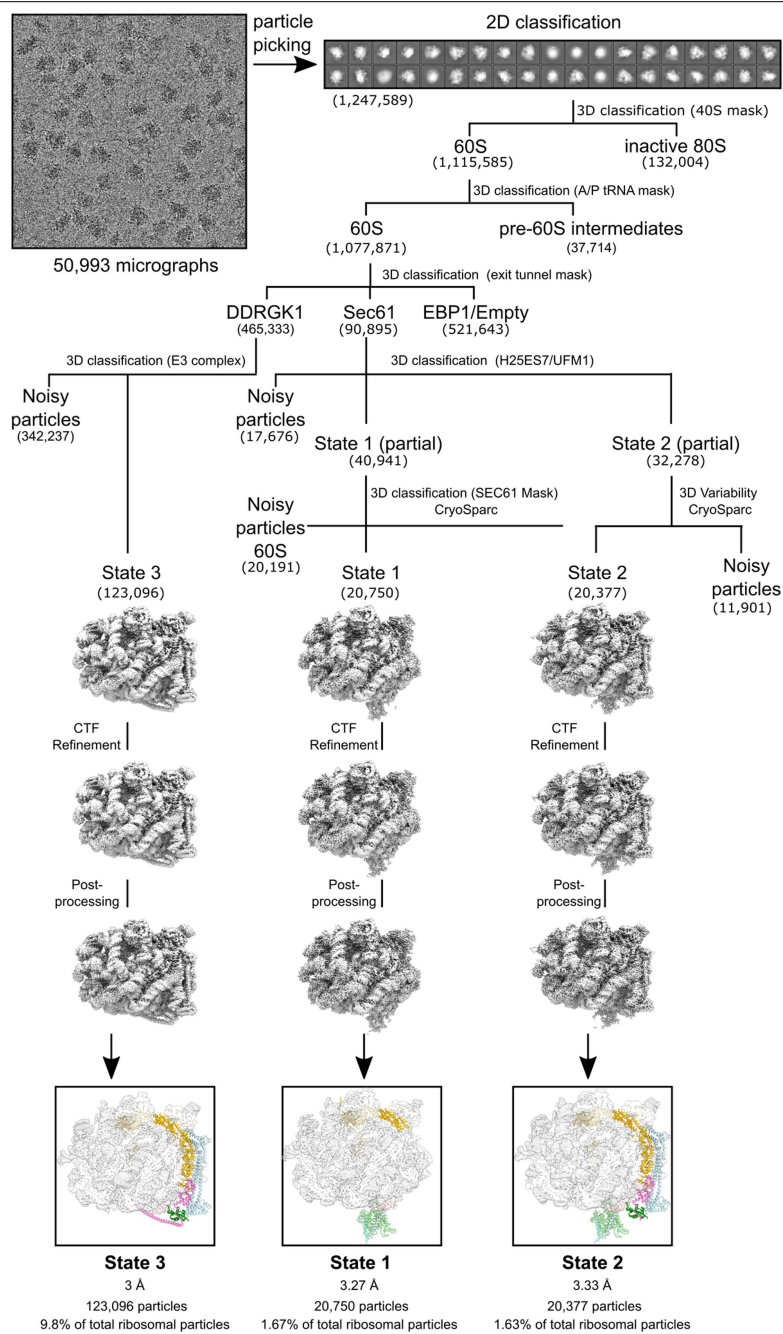 particle
picking
2D classification
(1,247,589)
3D classification (40S mask)
60S
(1,115,585)
inactive 80S
(132,004)
3D classification (A/P tRNA mask)
60S
(1,077,871)
pre-60S intermediates
(37,714)
50,993 micrographs
3D classification (exit tunnel mask)
DDRGK1
(465,333)
Sec61
(90,895)
EBP1/Empty
(521,643)
3D classification (E3 complex)
3D classification (H25ES7/UFM1)
Noisy
particles
(342,237)
Noisy
particles
(17,676)
State 1 (partial)
(40,941)
State 2 (partial)
(32,278)
3D classification (SEC61 Mask)
CryoSparc
3D Variability
CryoSparc
Noisy
particles
60S
(20,191)
State 3
(123,096)
State 1
(20,750)
State 2
(20,377)
Noisy
particles
(11,901)
CTF
Refinement
CTF
Refinement
CTF
Refinement
Post-
processing
Post-
processing
Post-
processing
State 3
3 Å
123,096 particles
9.8% of total ribosomal particles
State 1
3.27 Å
20,750 particles
1.67% of total ribosomal particles
State 2
3.33 Å
20,377 particles
1.63% of total ribosomal particles